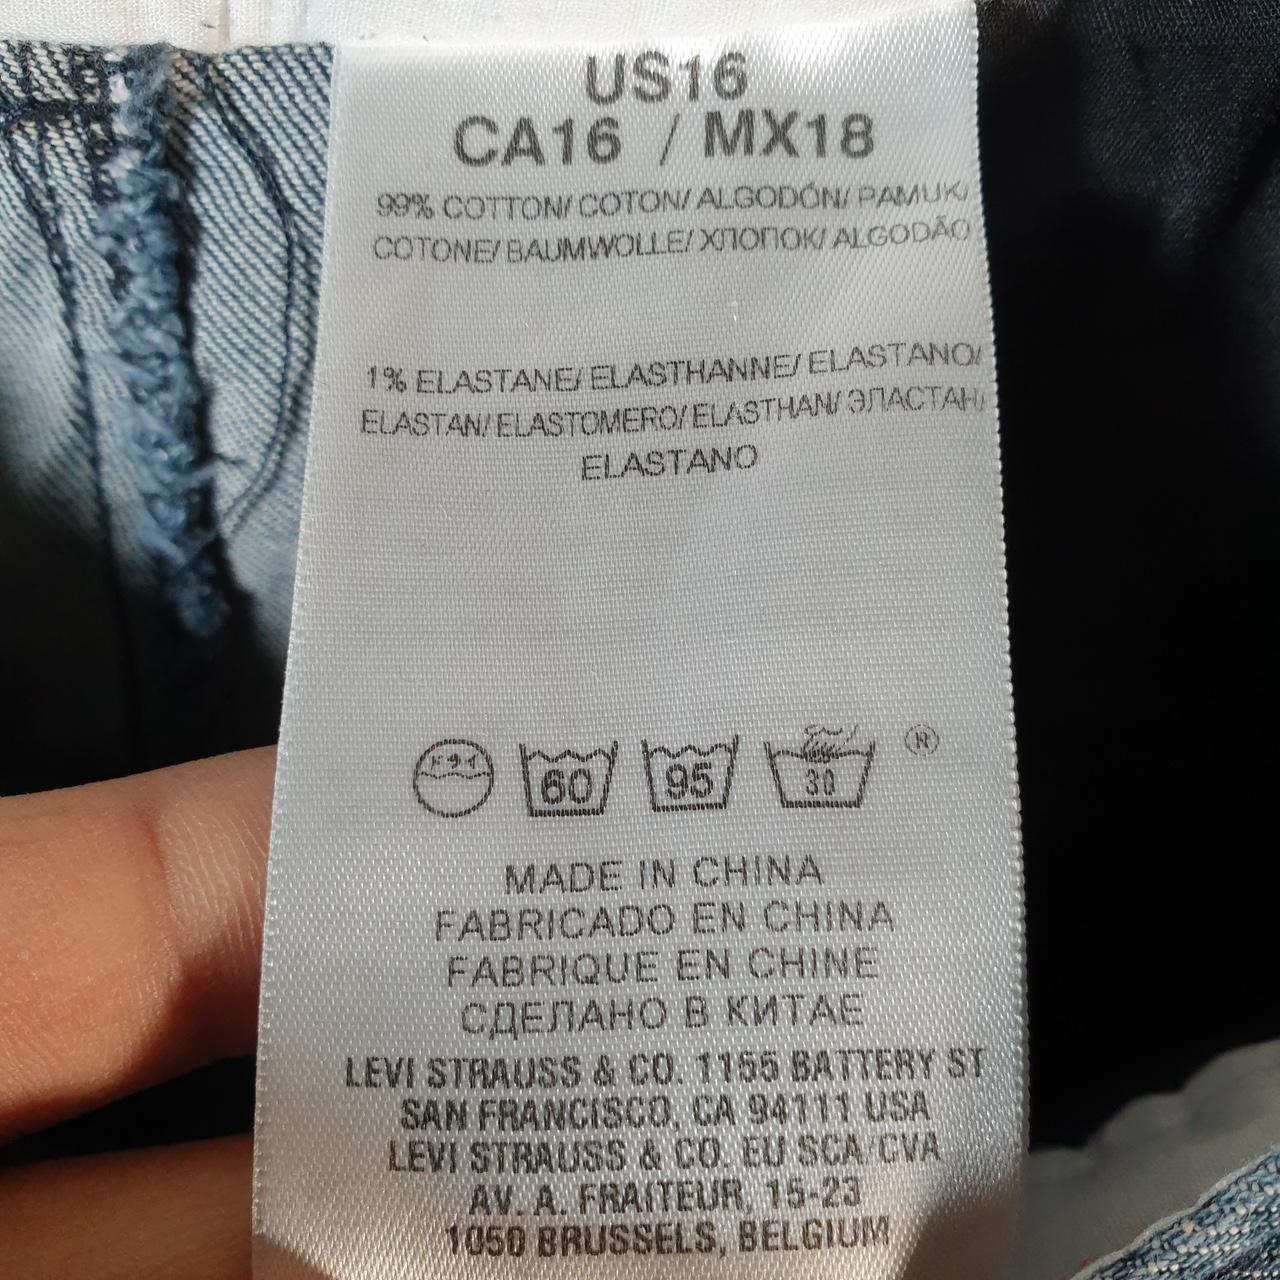 US16
CA16 / MX18
99% COTTON/ COTON/ ALGODÓN/ PAMUK/
COTONE/ BAUMWOLLE/ ХЛОПОК/ ALGODÃO
1% ELASTANE/ ELASTHANNE/ ELASTANO/
ELASTAN/ ELASTOMERO/ ELASTHAN/ ЭЛАСТАН/
ELASTANO
ドライ 60 95 30 ®
MADE IN CHINA
FABRICADO EN CHINA
FABRIQUE EN CHINE
СДЕЛАНО В КИТАЕ
LEVI STRAUSS & CO. 1155 BATTERY ST
SAN FRANCISCO, CA 94111 USA
LEVI STRAUSS & CO. EU SCA/CVA
AV. A. FRAITEUR, 15-23
1050 BRUSSELS, BELGIUM